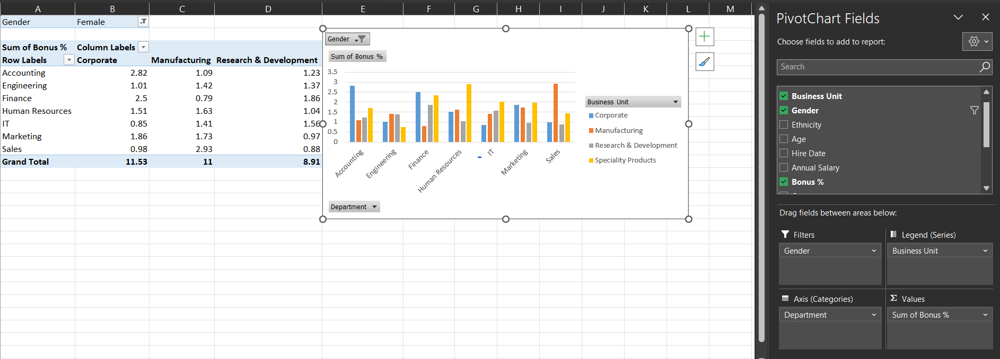 A B C D E F G H I J K L M
Gender Female
Sum of Bonus % Column Labels
Row Labels Corporate Manufacturing Research & Development
Accounting 2.82 1.09 1.23
Engineering 1.01 1.42 1.37
Finance 2.5 0.79 1.86
Human Resources 1.51 1.63 1.04
IT 0.85 1.41 1.56
Marketing 1.86 1.73 0.97
Sales 0.98 2.93 0.88
Grand Total 11.53 11 8.91
Gender
Sum of Bonus %
3.5
3
2.5
2
1.5
1
0.5
0
Accounting Engineering Finance Human Resources IT Marketing Sales
Business Unit
Corporate
Manufacturing
Research & Development
Speciality Products
Department
PivotChart Fields
Choose fields to add to report:
Search
Business Unit
Gender
Ethnicity
Age
Hire Date
Annual Salary
Bonus %
Drag fields between areas below:
Filters Legend (Series)
Gender Business Unit
Axis (Categories) Values
Department Sum of Bonus %